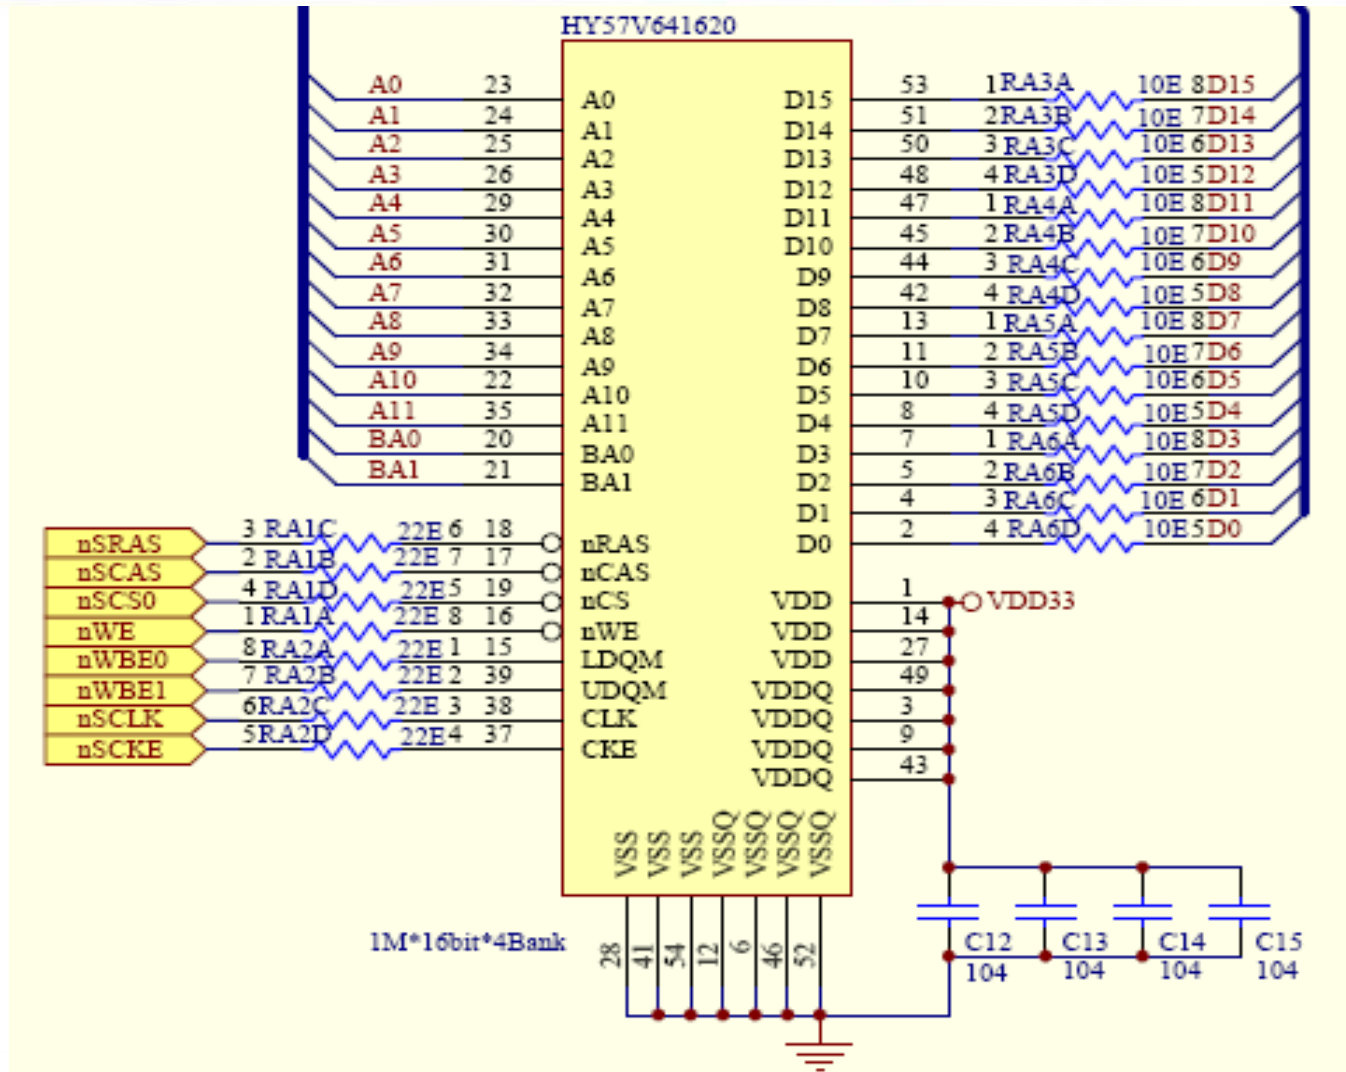 HY57V641620
A0 23 A0 D15 53 1 RA3A 10E 8 D15
A1 24 A1 D14 51 2 RA3B 10E 7 D14
A2 25 A2 D13 50 3 RA3C 10E 6 D13
A3 26 A3 D12 48 4 RA3D 10E 5 D12
A4 29 A4 D11 47 1 RA4A 10E 8 D11
A5 30 A5 D10 45 2 RA4B 10E 7 D10
A6 31 A6 D9 44 3 RA4C 10E 6 D9
A7 32 A7 D8 42 4 RA4D 10E 5 D8
A8 33 A8 D7 13 1 RA5A 10E 8 D7
A9 34 A9 D6 11 2 RA5B 10E 7 D6
A10 22 A10 D5 10 3 RA5C 10E 6 D5
A11 35 A11 D4 8 4 RA5D 10E 5 D4
BA0 20 BA0 D3 7 1 RA6A 10E 8 D3
BA1 21 BA1 D2 5 2 RA6B 10E 7 D2
D1 4 3 RA6C 10E 6 D1
nSRAS 3 RA1C 22E 6 18 nRAS D0 2 4 RA6D 10E 5 D0
nSCAS 2 RA1B 22E 7 17 nCAS
nSCS0 4 RA1D 22E 5 19 nCS VDD 1 VDD33
nWE 1 RA1A 22E 8 16 nWE VDD 14
nWBE0 8 RA2A 22E 1 15 LDQM VDD 27
nWBE1 7 RA2B 22E 2 39 UDQM VDDQ 49
nSCLK 6 RA2C 22E 3 38 CLK VDDQ 3
nSCKE 5 RA2D 22E 4 37 CKE VDDQ 9
VDDQ 43
VSS VSS VSS VSSQ VSSQ VSSQ VSSQ
1M*16bit*4Bank 28 41 54 12 6 46 52
C12 C13 C14 C15
104 104 104 104